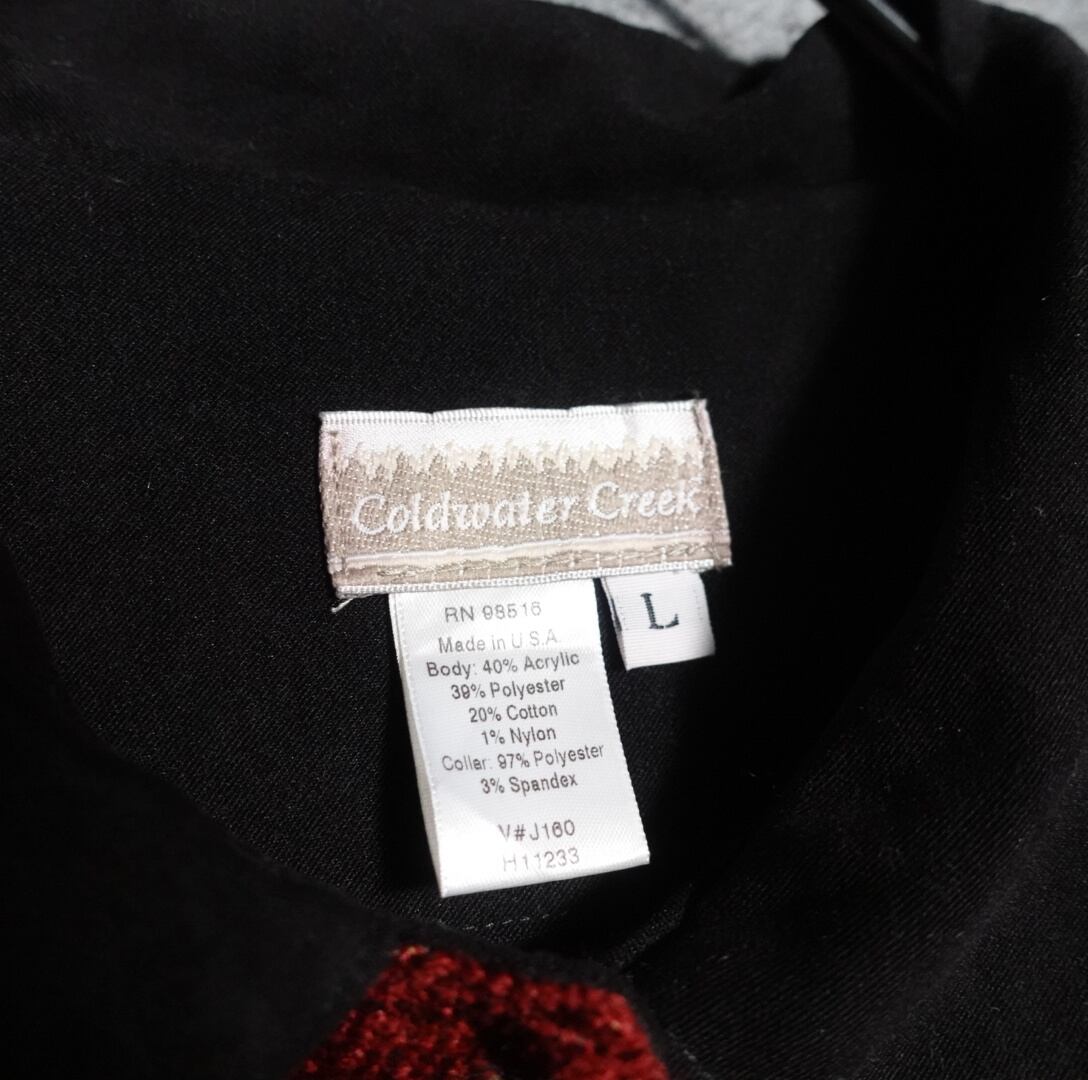 Coldwater Creek
L
RN 98516
Made in U.S.A.
Body: 40% Acrylic
39% Polyester
20% Cotton
1% Nylon
Collar: 97% Polyester
3% Spandex
V#J160
H11233